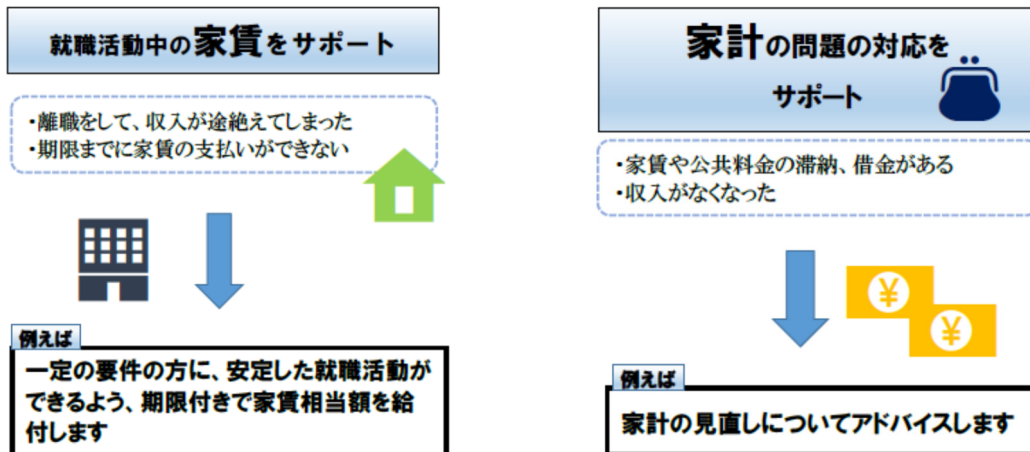 就職活動中の家賃をサポート
・離職をして、収入が途絶えてしまった
・期限までに家賃の支払いができない
例えば
一定の要件の方に、安定した就職活動が
できるよう、期限付きで家賃相当額を給
付します
家計の問題の対応を
サポート
・家賃や公共料金の滞納、借金がある
・収入がなくなった
¥
¥
例えば
家計の見直しについてアドバイスします